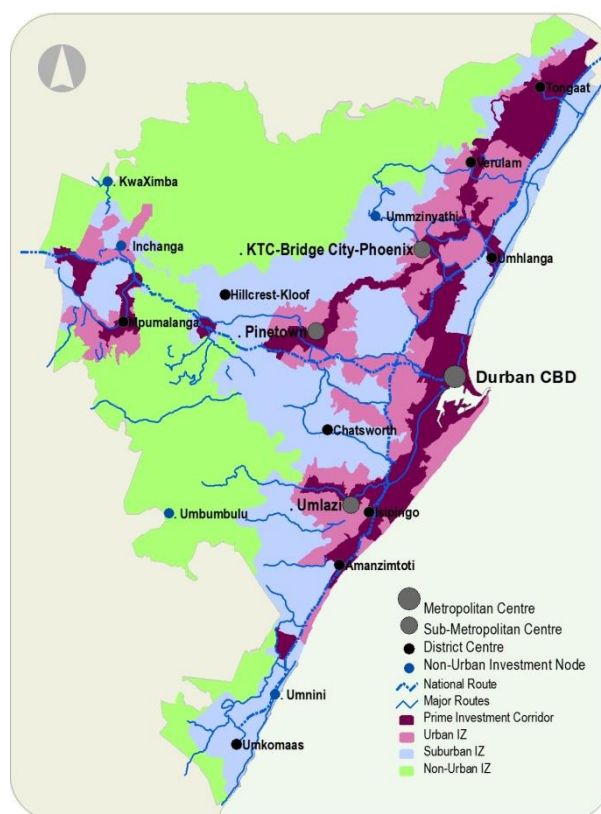 Tongaat
Verulam
. KwaXimba
. Ummzinyathi
. Inchanga
. KTC-Bridge City-Phoenix
Umhlanga
Hillcrest-Kloof
Mpumalanga
. Pinetown
Durban CBD
Chatsworth
. Umlazi
. Umbumbulu
Isipingo
Amanzimtoti
. Umnini
Umkomaas
Metropolitan Centre
Sub-Metropolitan Centre
District Centre
Non-Urban Investment Node
National Route
Major Routes
Prime Investment Corridor
Urban IZ
Suburban IZ
Non-Urban IZ